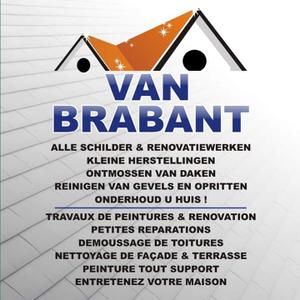 VAN
BRABANT
ALLE SCHILDER & RENOVATIEWERKEN
KLEINE HERSTELLINGEN
ONTMOSSEN VAN DAKEN
REINIGEN VAN GEVELS EN OPRITTEN
ONDERHOUD U HUIS !
TRAVAUX DE PEINTURES & RENOVATION
PETITES REPARATIONS
DEMOUSSAGE DE TOITURES
NETTOYAGE DE FAÇADE & TERRASSE
PEINTURE TOUT SUPPORT
ENTRETENEZ VOTRE MAISON